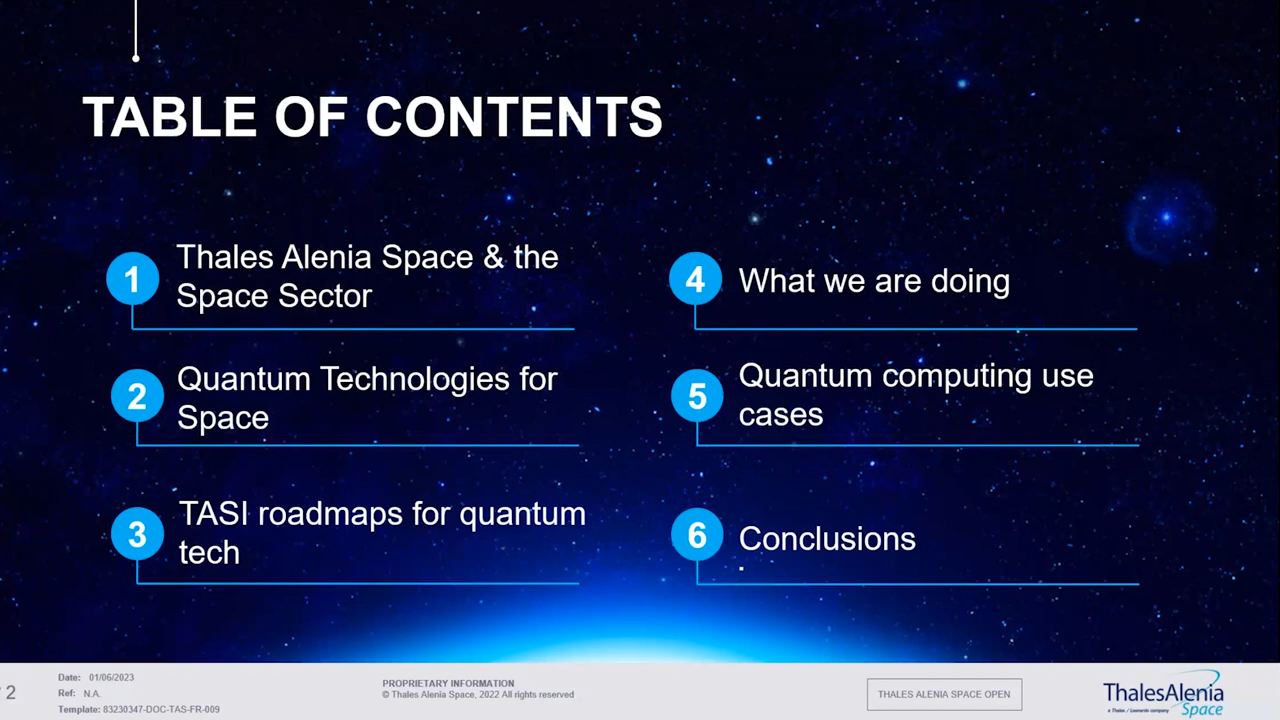 TABLE OF CONTENTS
1
Thales Alenia Space & the
Space Sector
2
Quantum Technologies for
Space
3
TASI roadmaps for quantum
tech
4
What we are doing
5
Quantum computing use
cases
6
Conclusions
.
2
Date: 01/06/2023
Ref: N.A.
Template: 83230347-DOC-TAS-FR-009
PROPRIETARY INFORMATION
© Thales Alenia Space, 2022 All rights reserved
THALES ALENIA SPACE OPEN
ThalesAlenia
a Thales / Leonardo company
Space